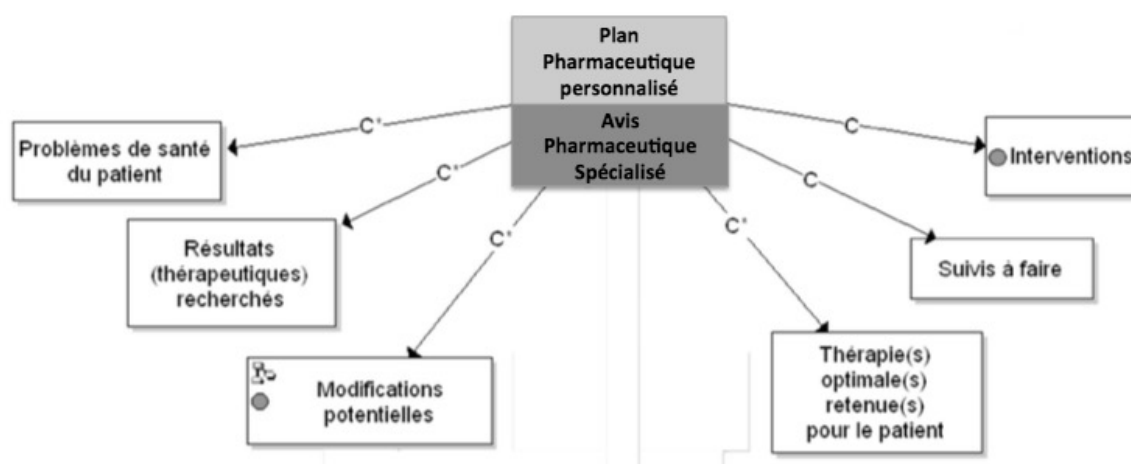 Plan
Pharmaceutique
personnalisé
Avis
Pharmaceutique
Spécialisé
C*
C
Problèmes de santé
du patient
Interventions
C*
C
Résultats
(thérapeutiques)
recherchés
Suivis à faire
C*
C*
Modifications
potentielles
Thérapie(s)
optimale(s)
retenue(s)
pour le patient